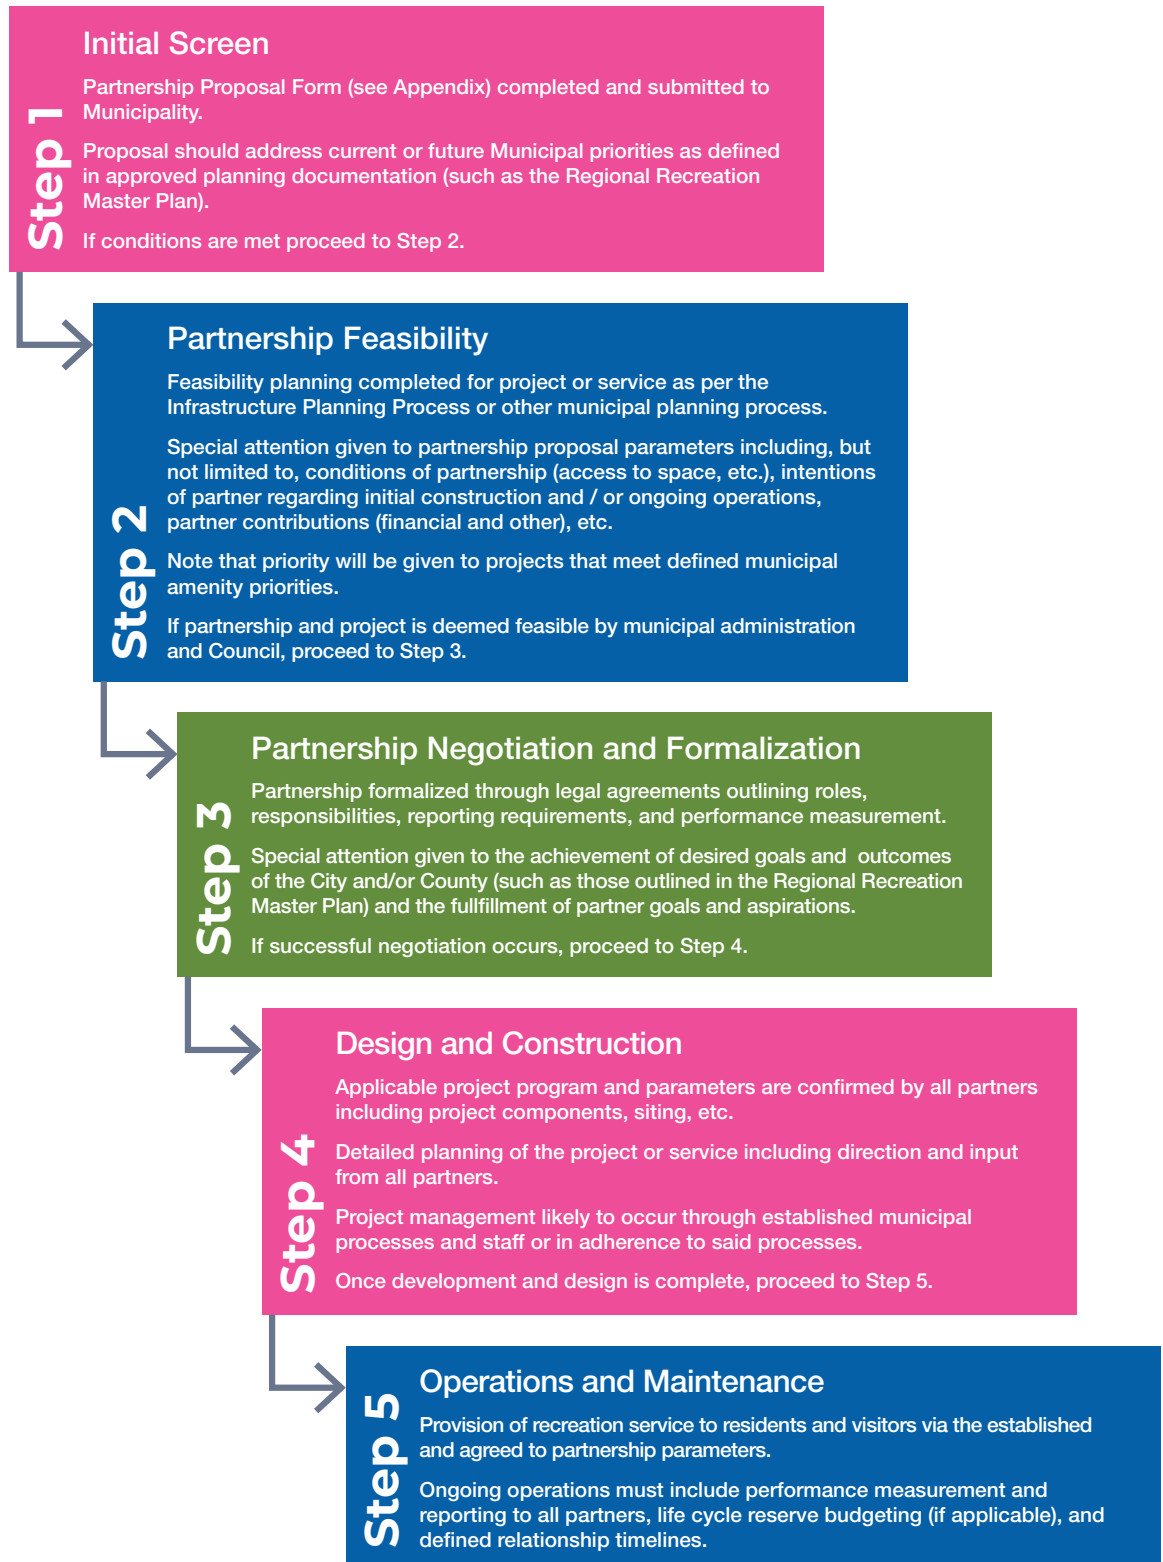 Step 1
Initial Screen
Partnership Proposal Form (see Appendix) completed and submitted to
Municipality.
Proposal should address current or future Municipal priorities as defined
in approved planning documentation (such as the Regional Recreation
Master Plan).
If conditions are met proceed to Step 2.
Step 2
Partnership Feasibility
Feasibility planning completed for project or service as per the
Infrastructure Planning Process or other municipal planning process.
Special attention given to partnership proposal parameters including, but
not limited to, conditions of partnership (access to space, etc.), intentions
of partner regarding initial construction and / or ongoing operations,
partner contributions (financial and other), etc.
Note that priority will be given to projects that meet defined municipal
amenity priorities.
If partnership and project is deemed feasible by municipal administration
and Council, proceed to Step 3.
Step 3
Partnership Negotiation and Formalization
Partnership formalized through legal agreements outlining roles,
responsibilities, reporting requirements, and performance measurement.
Special attention given to the achievement of desired goals and outcomes
of the City and/or County (such as those outlined in the Regional Recreation
Master Plan) and the fullfillment of partner goals and aspirations.
If successful negotiation occurs, proceed to Step 4.
Step 4
Design and Construction
Applicable project program and parameters are confirmed by all partners
including project components, siting, etc.
Detailed planning of the project or service including direction and input
from all partners.
Project management likely to occur through established municipal
processes and staff or in adherence to said processes.
Once development and design is complete, proceed to Step 5.
Step 5
Operations and Maintenance
Provision of recreation service to residents and visitors via the established
and agreed to partnership parameters.
Ongoing operations must include performance measurement and
reporting to all partners, life cycle reserve budgeting (if applicable), and
defined relationship timelines.